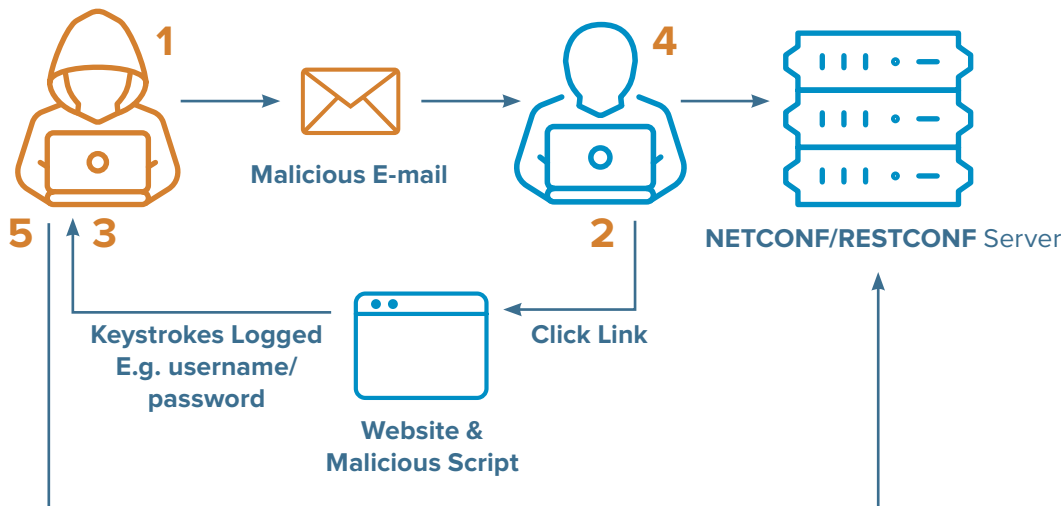 1
4
Malicious E-mail
5
3
2
NETCONF/RESTCONF Server
Keystrokes Logged
E.g. username/
password
Click Link
Website &
Malicious Script